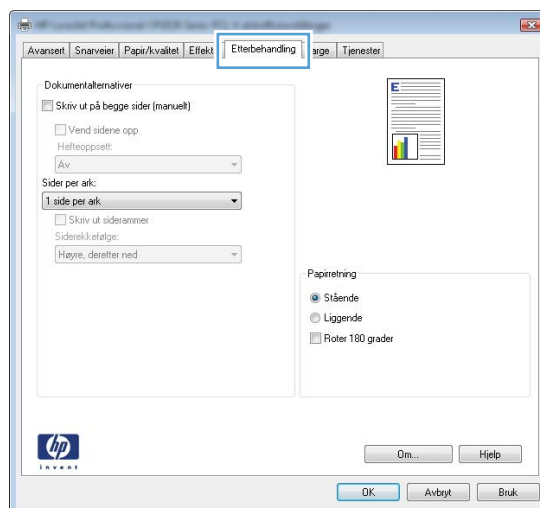 Avansert Snarveier Papir/kvalitet Effekt Etterbehandling arge Tjenester
Dokumentalternativer
Skriv ut på begge sider (manuelt)
Vend sidene opp
Hefteoppsett:
Av
Sider per ark:
1 side per ark
Skriv ut siderammer
Siderekkefølge:
Høyre, deretter ned
E
Papirretning
Stående
Liggende
Roter 180 grader
hp
invent
Om... Hjelp
OK Avbryt Bruk